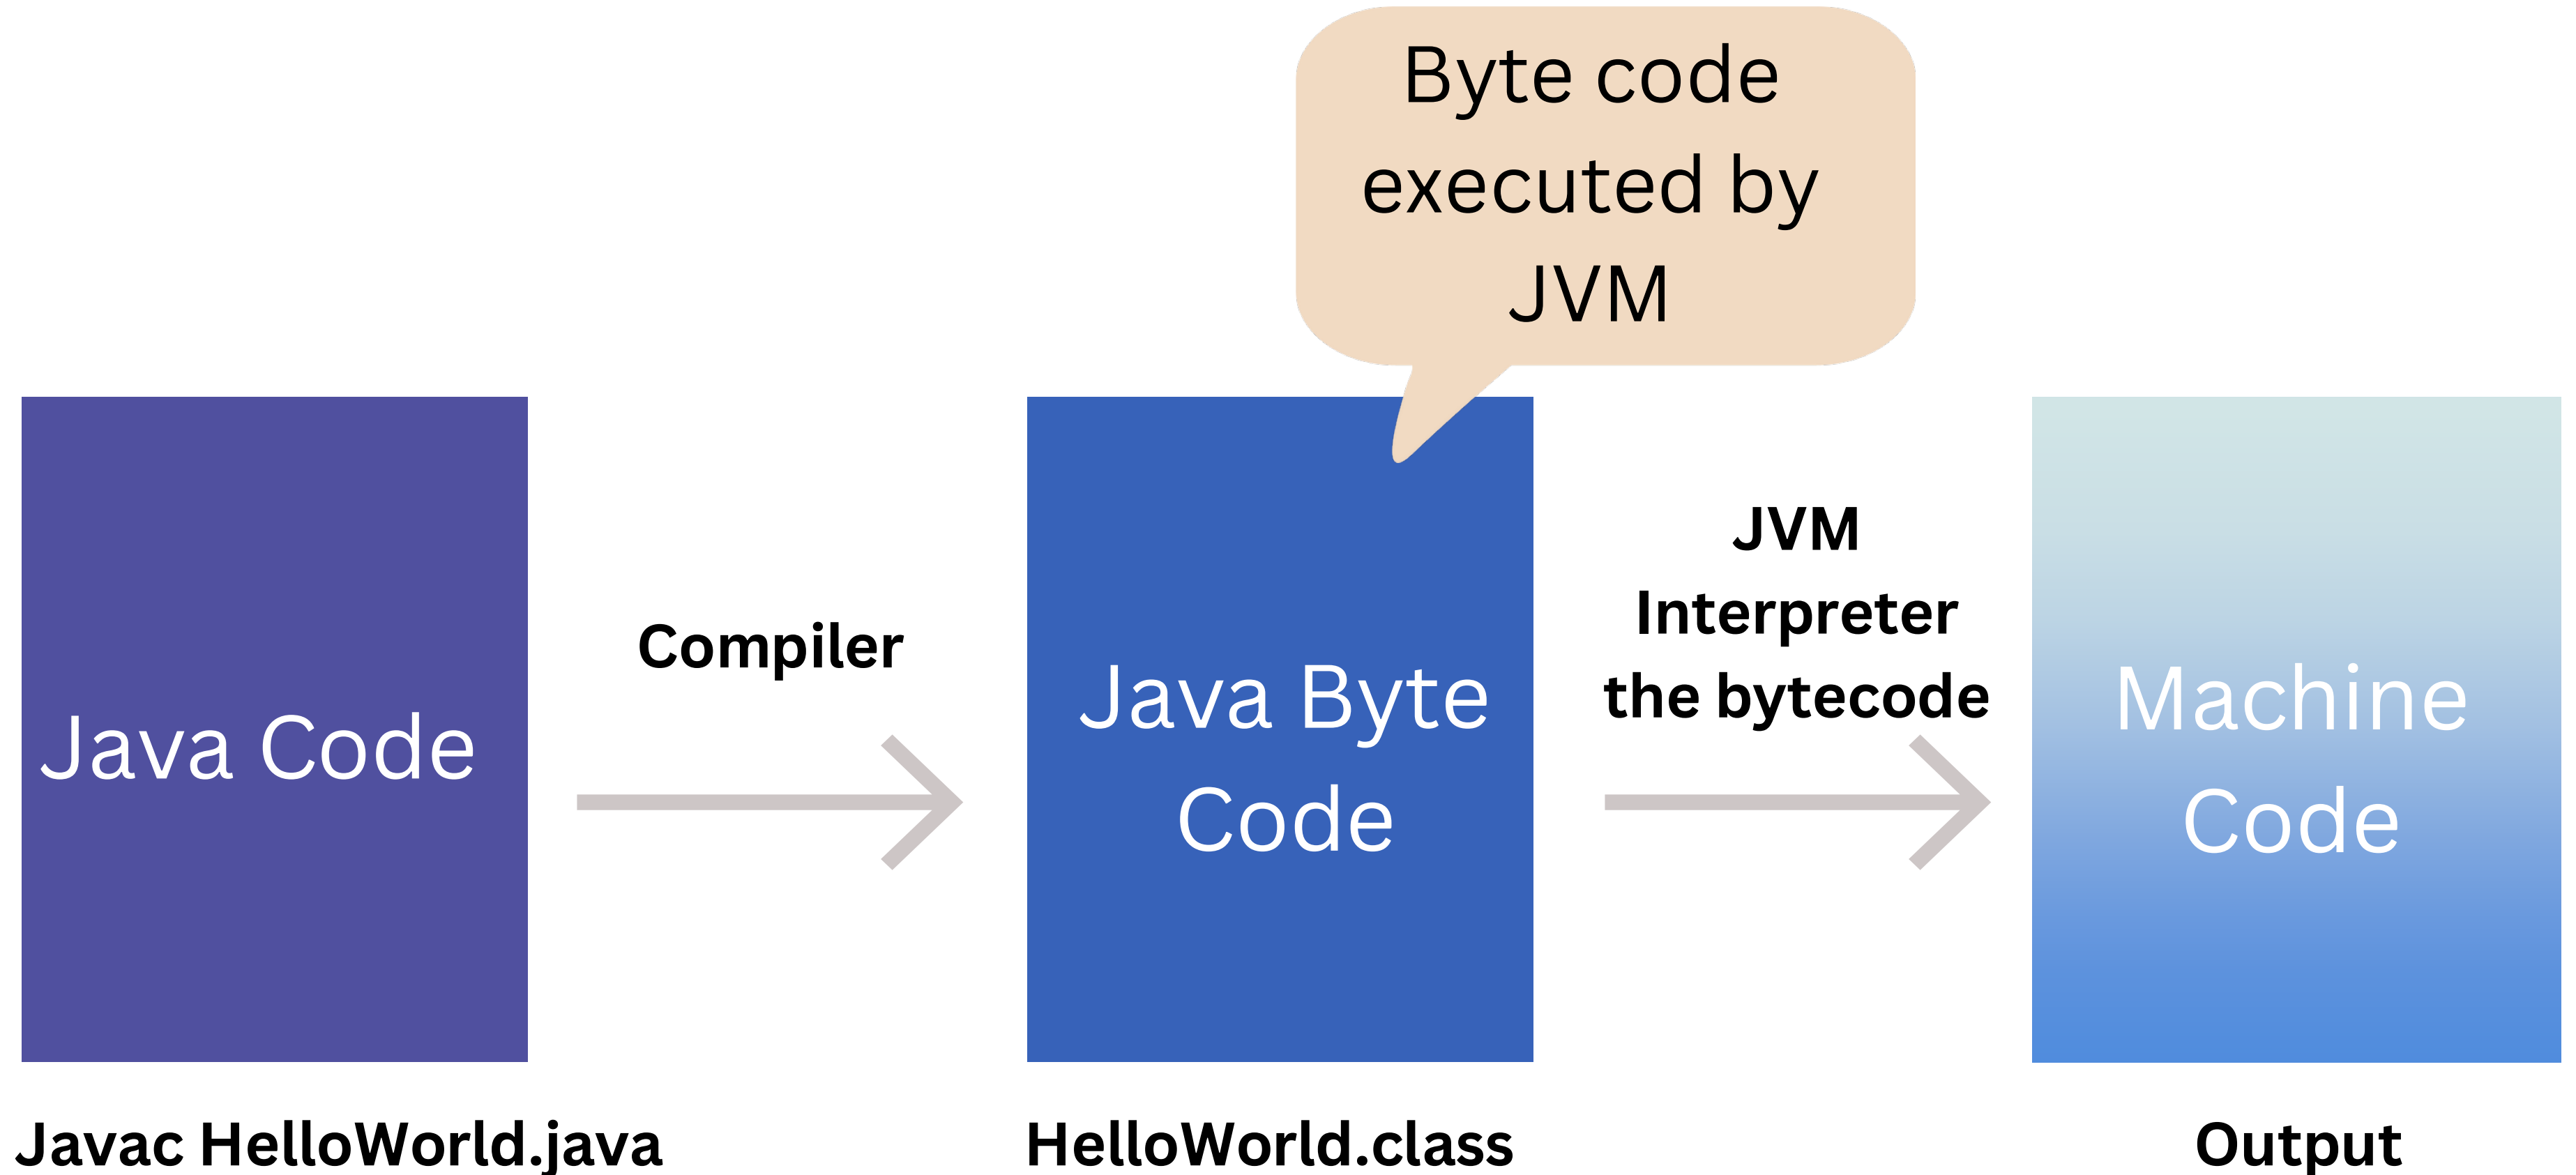 Byte code
executed by
JVM
Java Code
Compiler
Java Byte
Code
JVM
Interpreter
the bytecode
Machine
Code
Javac HelloWorld.java
HelloWorld.class
Output